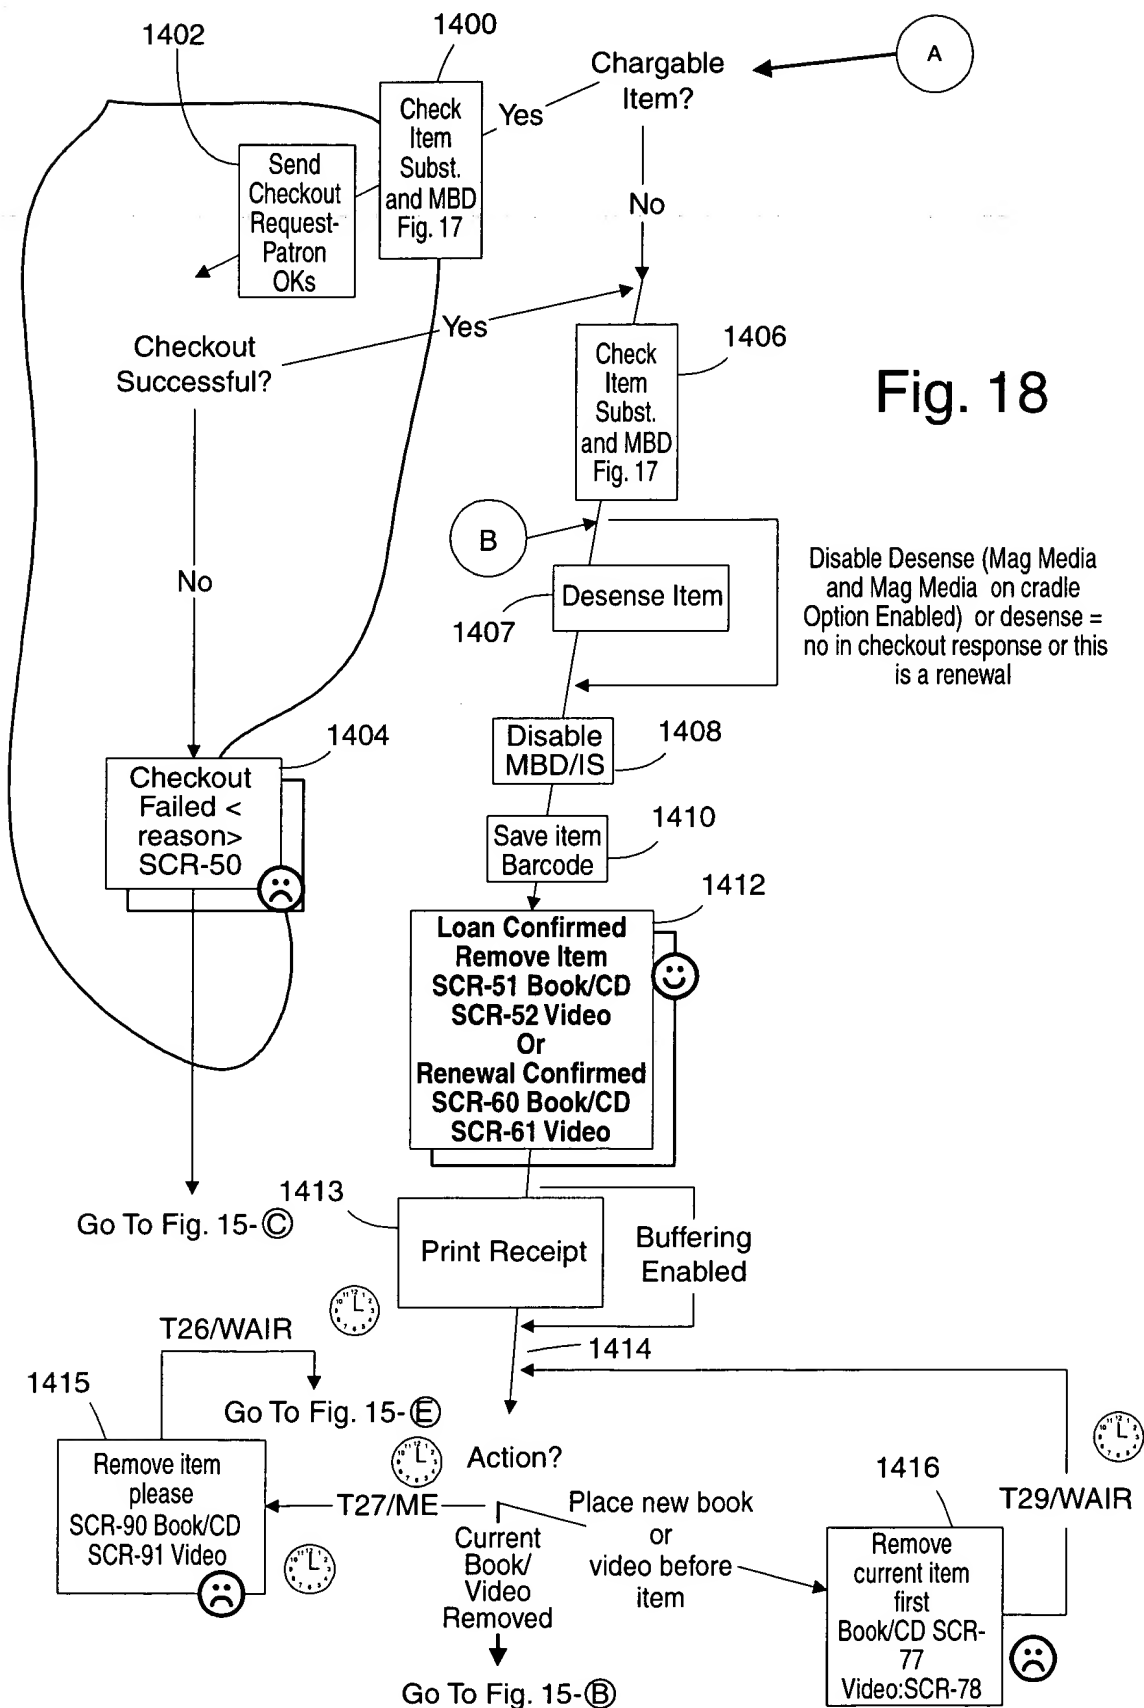 1402
1400
A
Chargable
Item?
Yes
Check
Item
Subst.
and MBD
Fig. 17
Send
Checkout
Request-
Patron
OKs
No
Yes
Checkout
Successful?
1406
Check
Item
Subst.
and MBD
Fig. 17
Fig. 18
B
No
Desense Item
1407
Disable Desense (Mag Media
and Mag Media on cradle
Option Enabled) or desense =
no in checkout response or this
is a renewal
1404
Checkout
Failed <
reason>
SCR-50
Disable
MBD/IS
1408
Save item
Barcode
1410
1412
Loan Confirmed
Remove Item
SCR-51 Book/CD
SCR-52 Video
Or
Renewal Confirmed
SCR-60 Book/CD
SCR-61 Video
1413
Go To Fig. 15-C
Print Receipt
Buffering
Enabled
T26/WAIR
1414
1415
Go To Fig. 15-E
Action?
Remove item
please
SCR-90 Book/CD
SCR-91 Video
T27/ME
Current
Book/
Video
Removed
Place new book
or
video before
item
1416
T29/WAIR
Remove
current item
first
Book/CD SCR-
77
Video:SCR-78
Go To Fig. 15-B